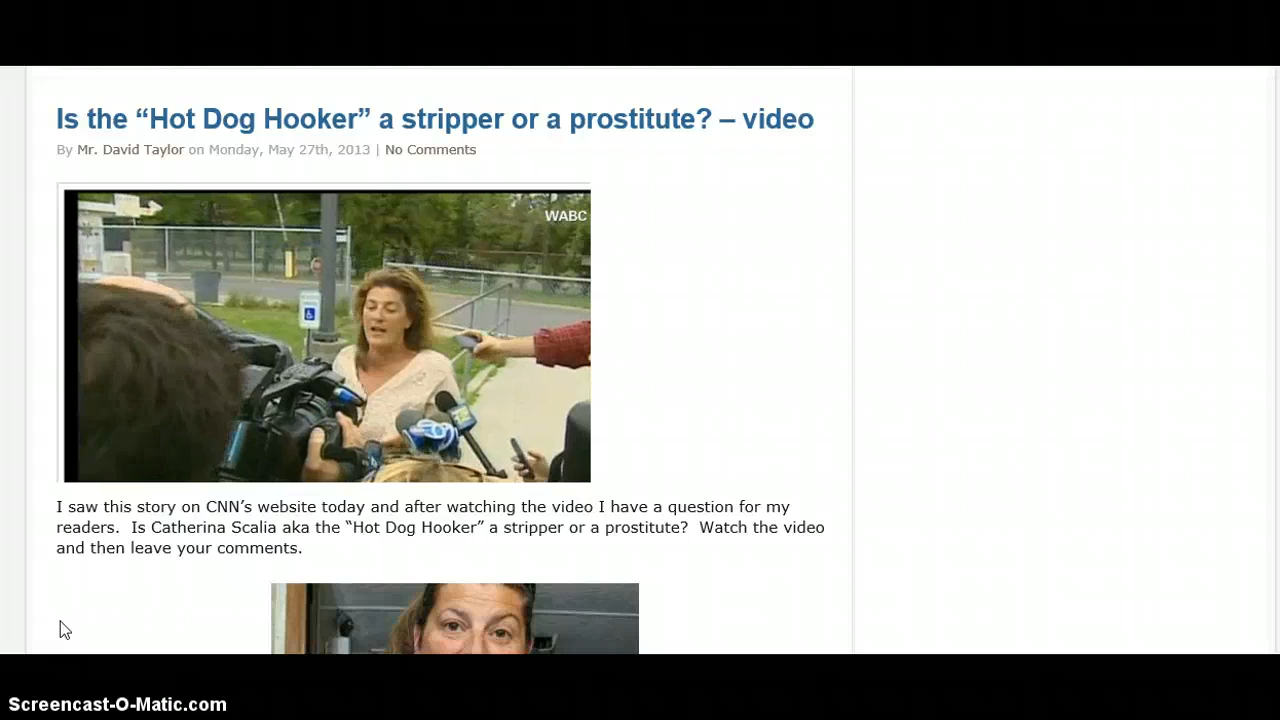 Is the “Hot Dog Hooker” a stripper or a prostitute? – video
By Mr. David Taylor on Monday, May 27th, 2013 | No Comments
WABC
I saw this story on CNN’s website today and after watching the video I have a question for my
readers.  Is Catherina Scalia aka the “Hot Dog Hooker” a stripper or a prostitute?  Watch the video
and then leave your comments.
Screencast-O-Matic.com